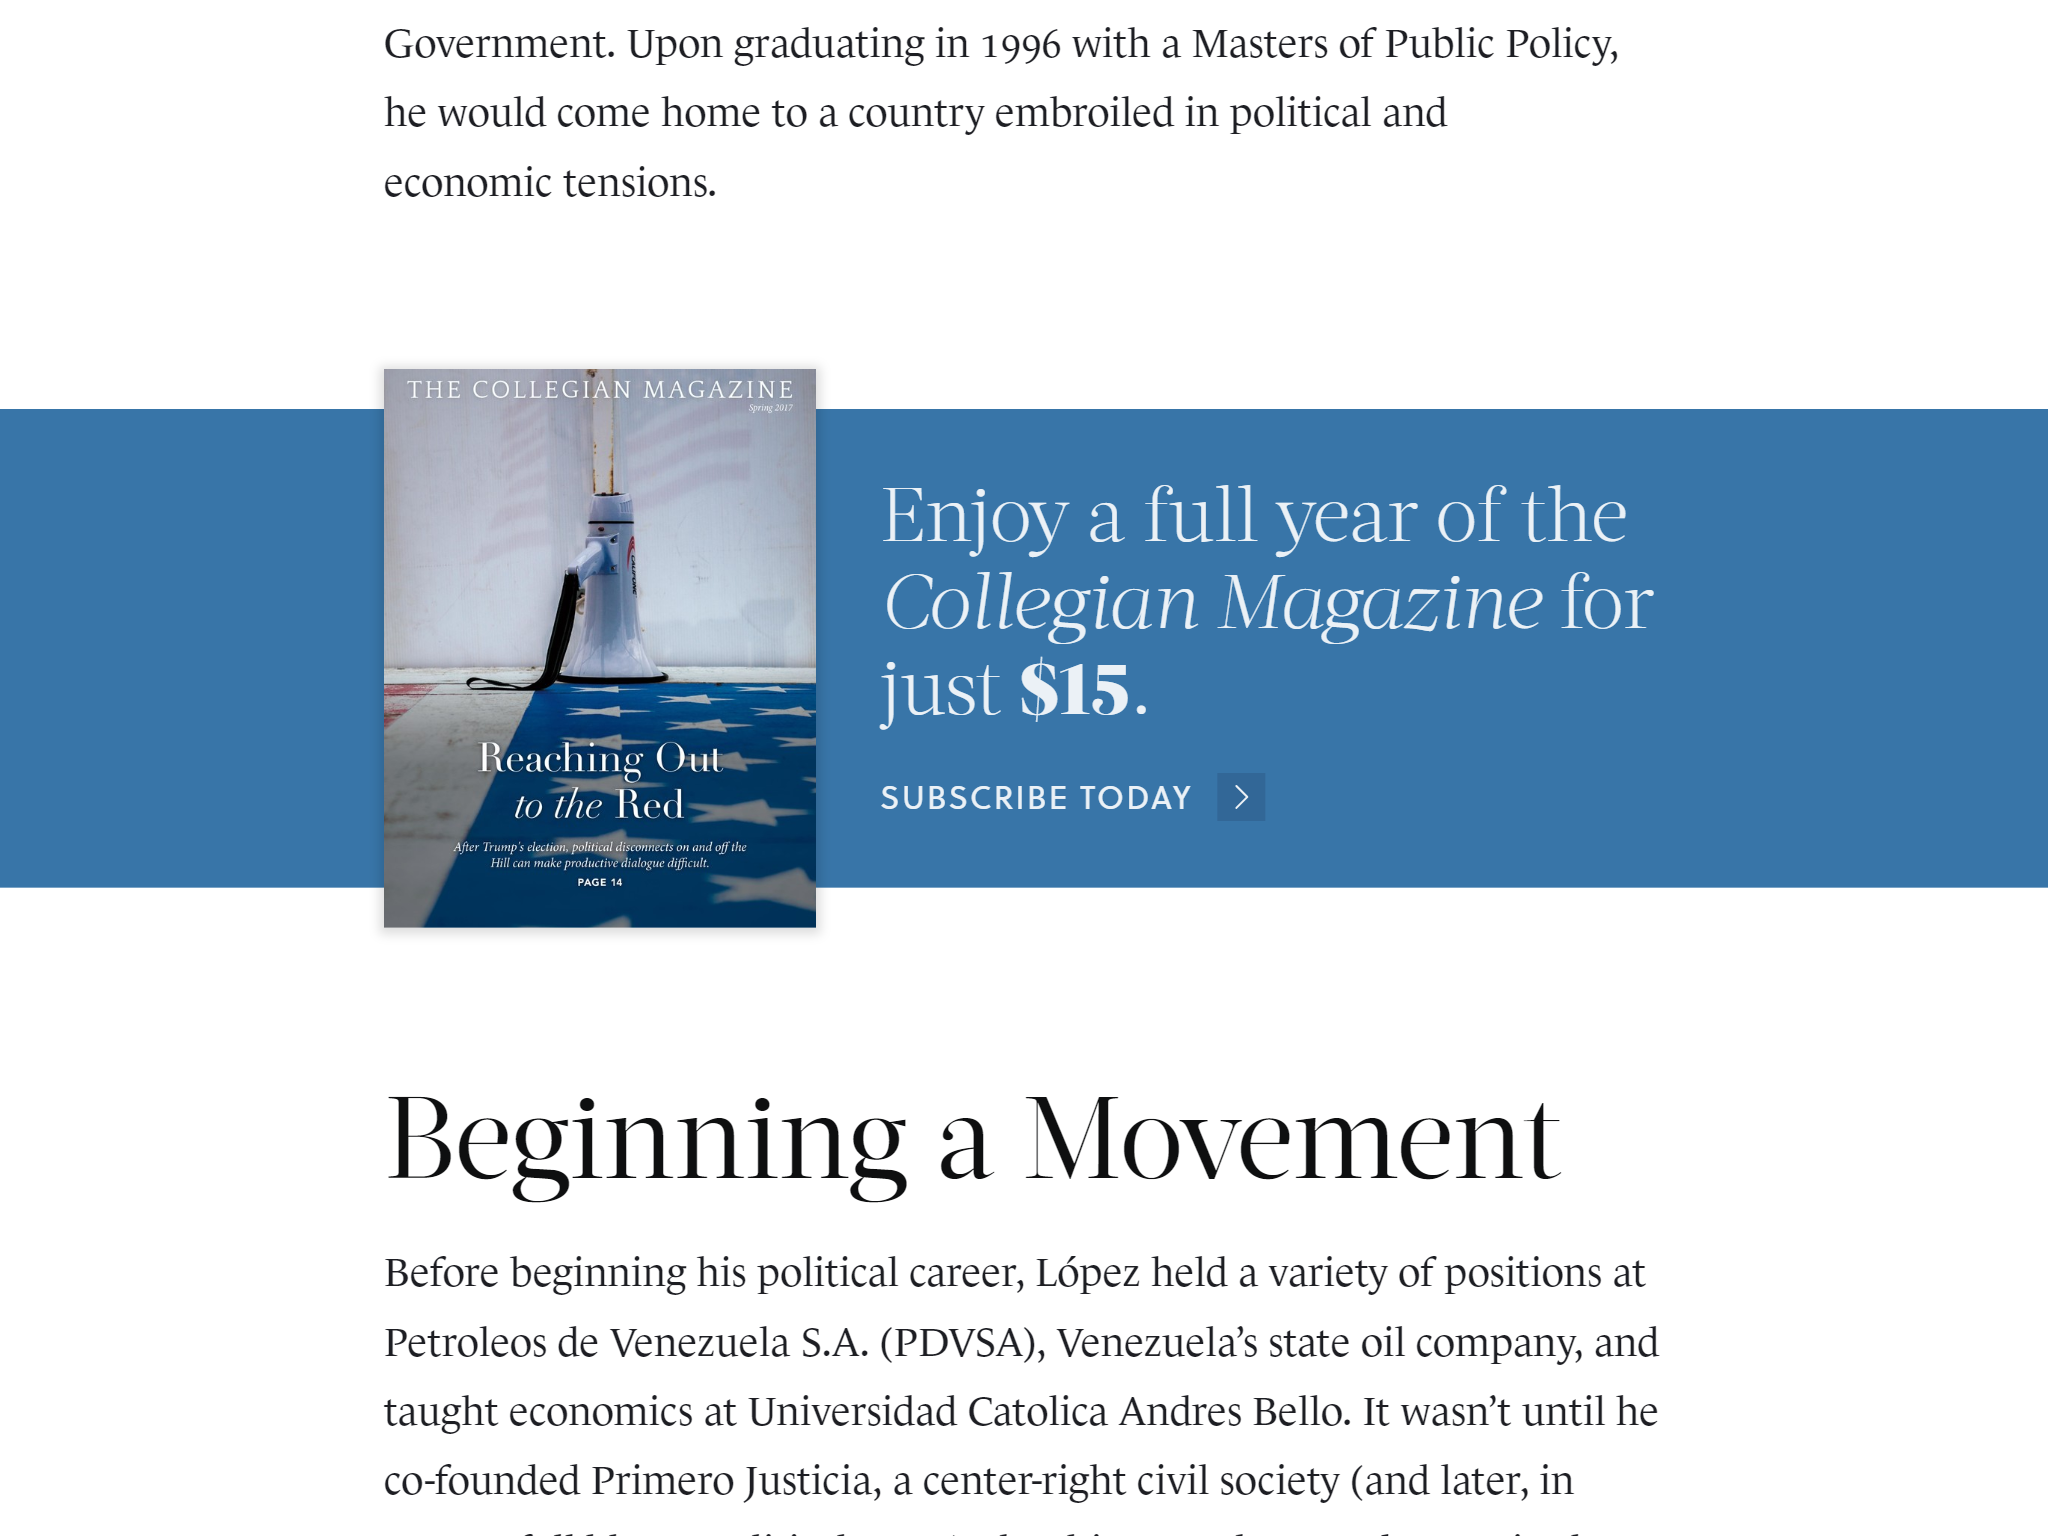 Government. Upon graduating in 1996 with a Masters of Public Policy,
he would come home to a country embroiled in political and
economic tensions.
THE COLLEGIAN MAGAZINE
Spring 2017
Reaching Out
to the Red
After Trump's election, political disconnects on and off the
Hill can make productive dialogue difficult.
PAGE 14
Enjoy a full year of the
Collegian Magazine for
just $15.
SUBSCRIBE TODAY
Beginning a Movement
Before beginning his political career, López held a variety of positions at
Petroleos de Venezuela S.A. (PDVSA), Venezuela’s state oil company, and
taught economics at Universidad Catolica Andres Bello. It wasn’t until he
co-founded Primero Justicia, a center-right civil society (and later, in